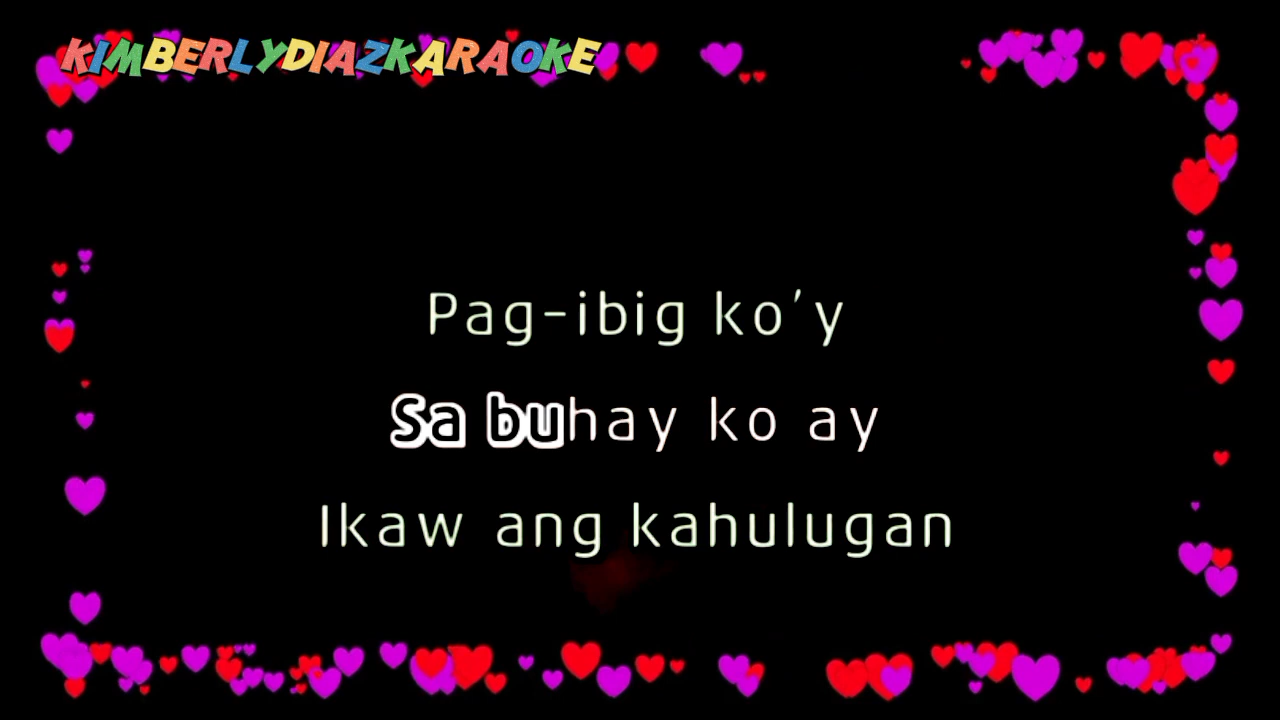 KIMBERLYDIAZKARAOKE
Pag-ibig ko'y
Sa buhay ko ay
Ikaw ang kahulugan